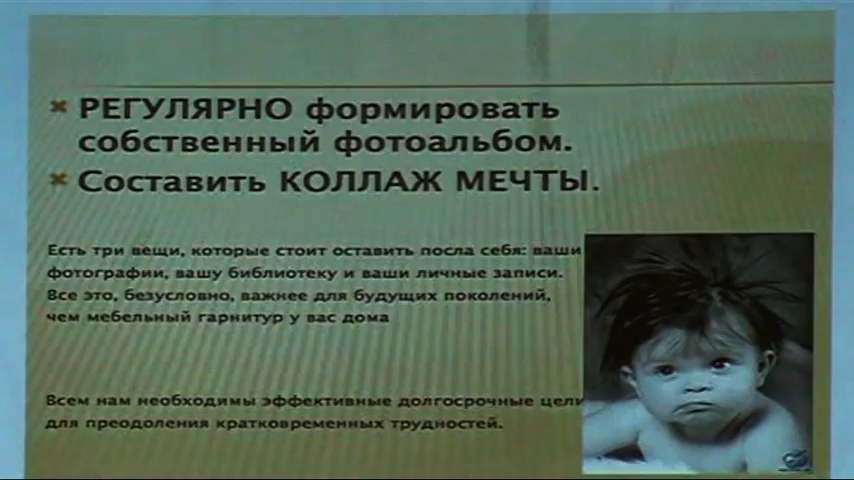 РЕГУЛЯРНО формировать
собственный фотоальбом.
Составить КОЛЛАЖ МЕЧТЫ.
Есть три вещи, которые стоит оставить посла себя: ваши
фотографии, вашу библиотеку и ваши личные записи.
Все это, безусловно, важнее для будущих поколений,
чем мебельный гарнитур у вас дома
Всем нам необходимы эффективные долгосрочные цели
для преодоления кратковременных трудностей.